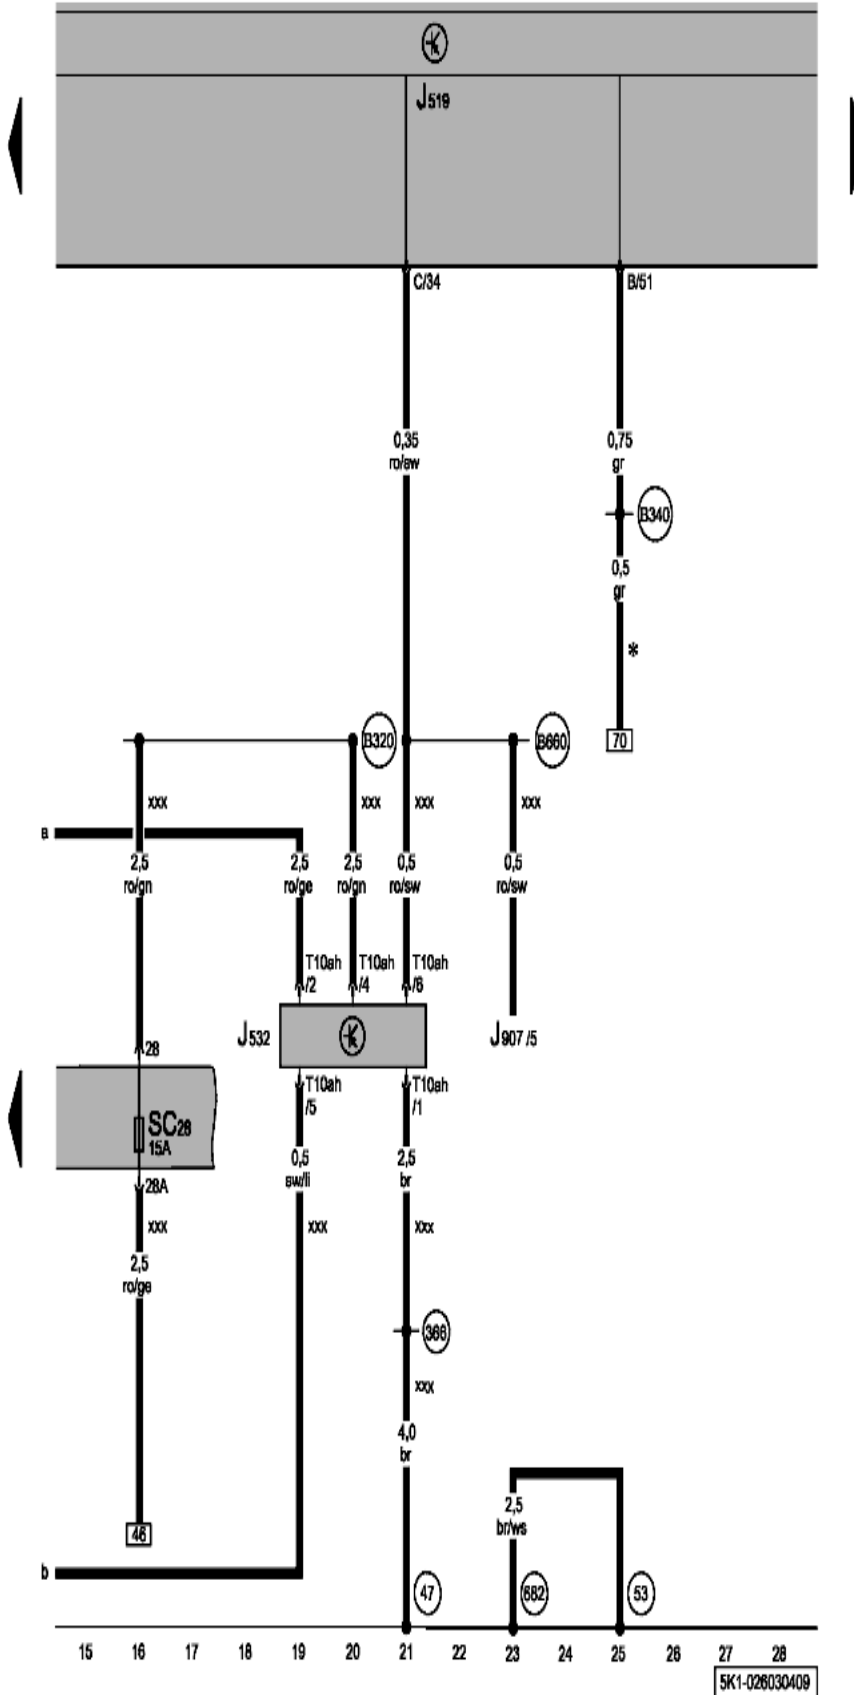 J519
C/34
B/51
0,35
ro/sw
0,75
gr
B340
0,5
gr
*
B320
B660
70
xxx
xxx
xxx
xxx
a
2,5
ro/gn
2,5
ro/ge
2,5
ro/gn
0,5
ro/sw
0,5
ro/sw
T10ah
/2
T10ah
/4
T10ah
/6
J532
J907 /5
28
T10ah
/5
T10ah
/1
SC28
15A
0,5
sw/li
2,5
br
28A
xxx
xxx
xxx
2,5
ro/ge
366
xxx
4,0
br
2,5
br/ws
46
b
47
682
53
15 16 17 18 19 20 21 22 23 24 25 26 27 28
5K1-026030409